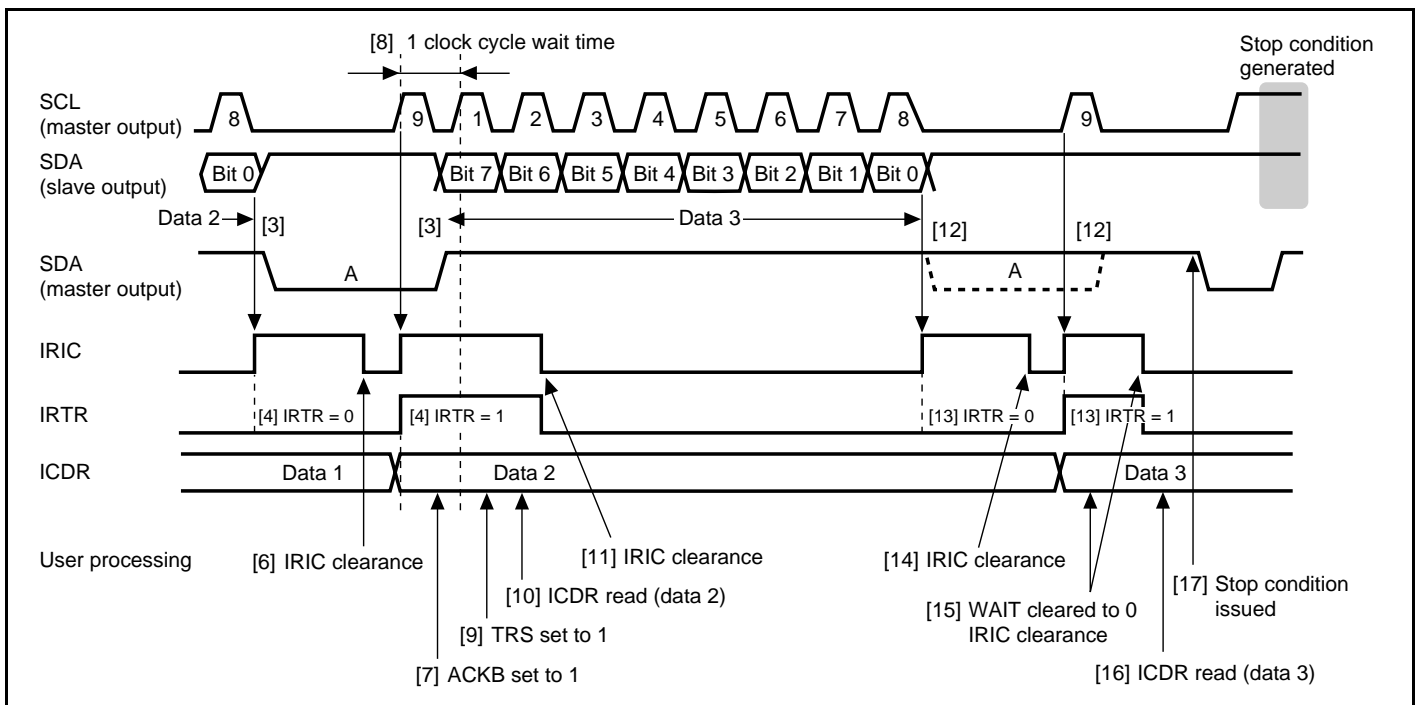 [8] 1 clock cycle wait time
Stop condition
generated
SCL
(master output)
8 9 1 2 3 4 5 6 7 8 9
SDA
(slave output)
Bit 0 Bit 7 Bit 6 Bit 5 Bit 4 Bit 3 Bit 2 Bit 1 Bit 0
Data 2 [3] [3] Data 3 [12] [12]
SDA
(master output)
A A
IRIC
IRTR
[4] IRTR = 0 [4] IRTR = 1 [13] IRTR = 0 [13] IRTR = 1
ICDR
Data 1 Data 2 Data 3
User processing
[6] IRIC clearance
[11] IRIC clearance
[14] IRIC clearance
[10] ICDR read (data 2)
[17] Stop condition
issued
[15] WAIT cleared to 0
IRIC clearance
[9] TRS set to 1
[7] ACKB set to 1
[16] ICDR read (data 3)